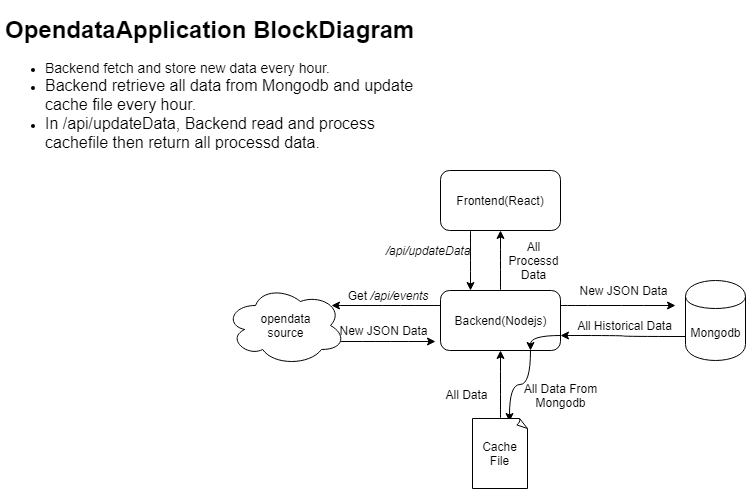 OpendataApplication BlockDiagram
Backend fetch and store new data every hour.
Backend retrieve all data from Mongodb and update
cache file every hour.
In /api/updateData, Backend read and process
cachefile then return all processd data.
Frontend(React)
/api/updateData
All
Processd
Data
Get /api/events
New JSON Data
opendata
source
Backend(Nodejs)
New JSON Data
All Historical Data
Mongodb
All Data
All Data From
Mongodb
Cache
File